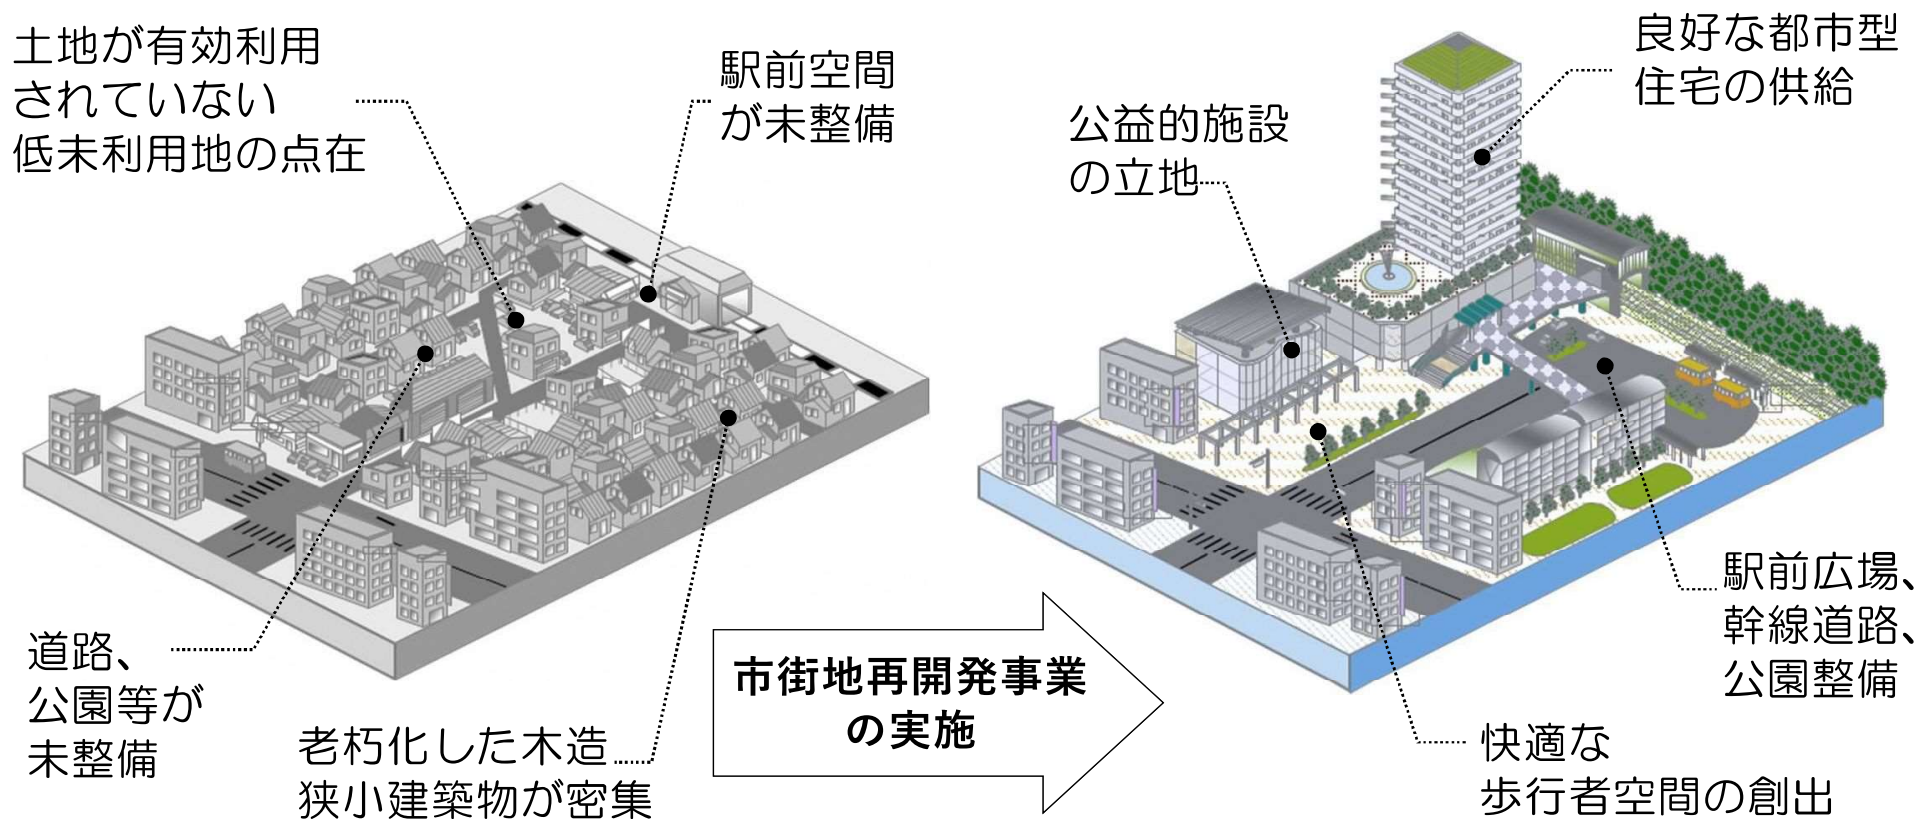 土地が有効利用
されていない
低未利用地の点在
駅前空間
が未整備
道路、
公園等が
未整備
老朽化した木造
狭小建築物が密集
市街地再開発事業
の実施
公益的施設
の立地
良好な都市型
住宅の供給
駅前広場、
幹線道路、
公園整備
快適な
歩行者空間の創出